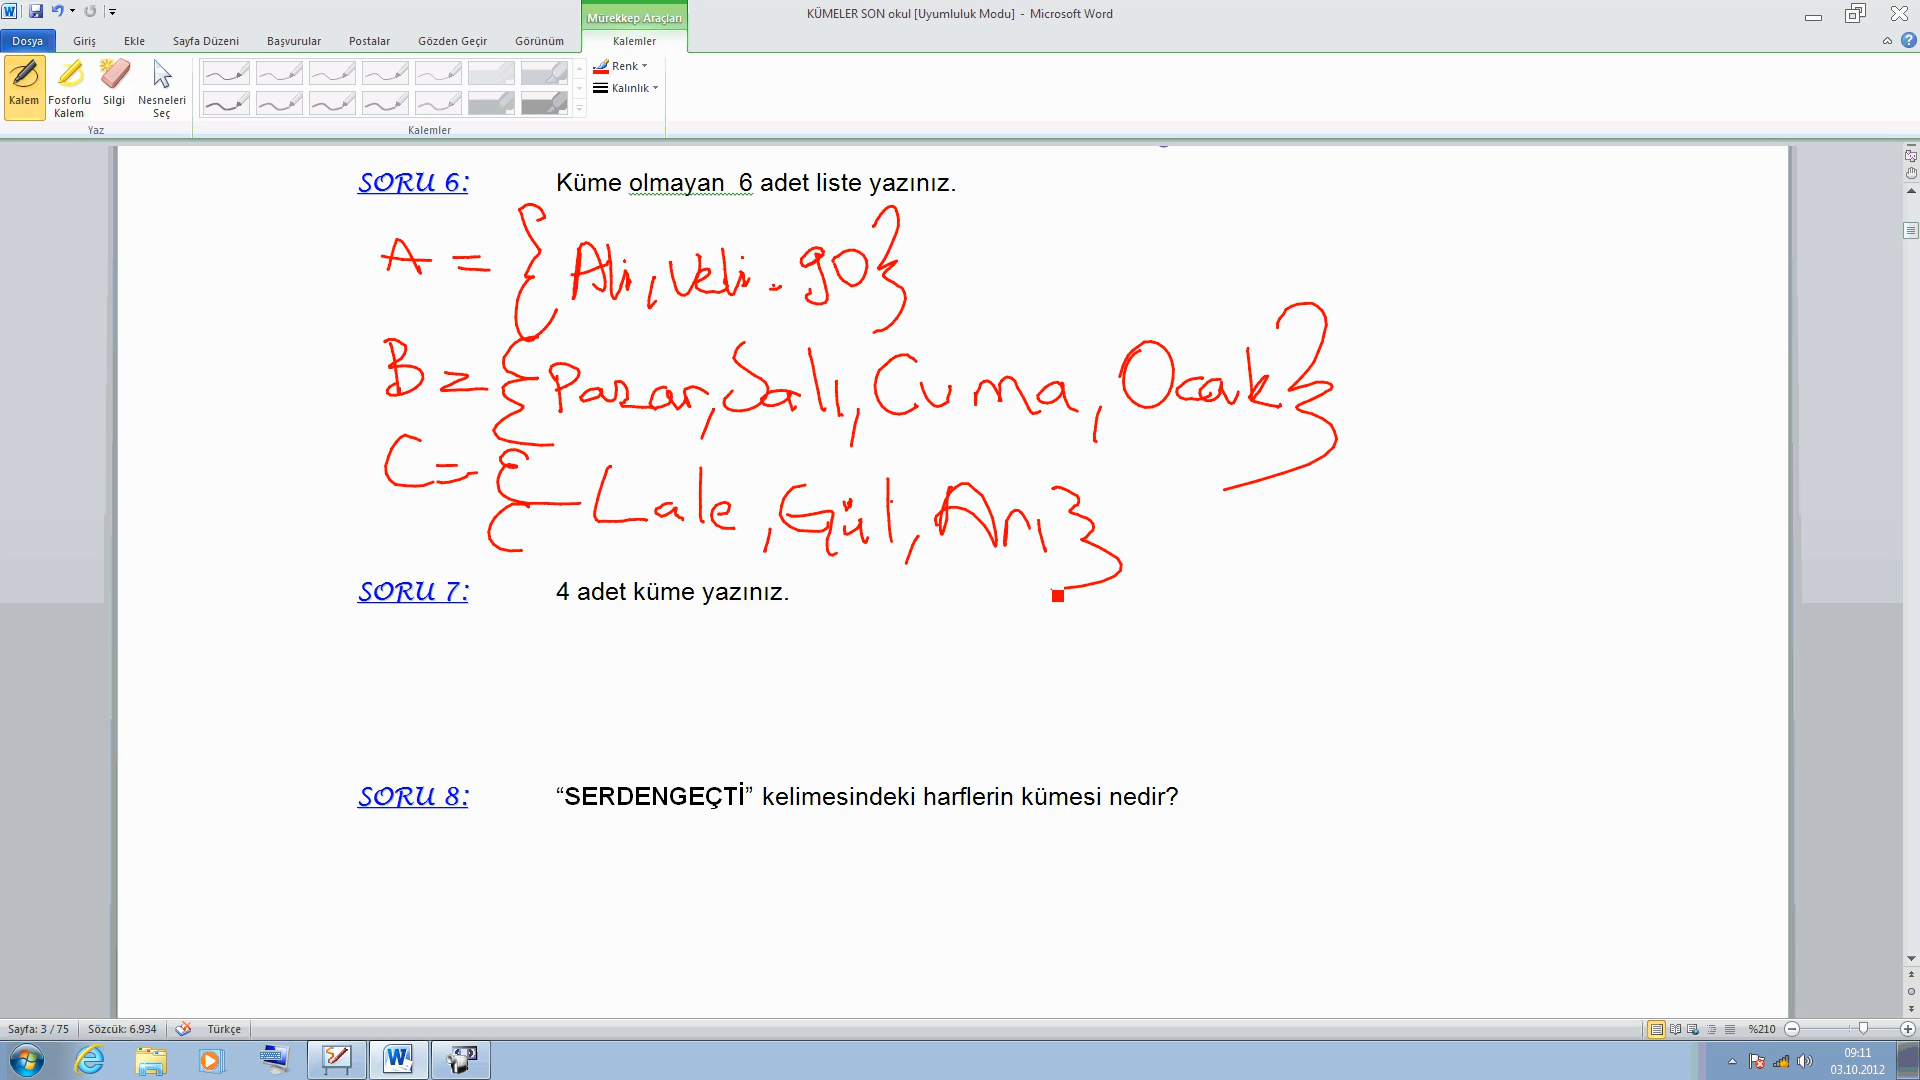 KÜMELER SON okul [Uyumluluk Modu] - Microsoft Word
Mürekkep Araçları
Dosya Giriş Ekle Sayfa Düzeni Başvurular Postalar Gözden Geçir Görünüm Kalemler
Kalem Fosforlu Kalem Silgi Nesneleri Seç
Renk
Kalınlık
Yaz Kalemler
SORU 6: Küme olmayan 6 adet liste yazınız.
A = { Ali, Veli. 90}
B = {Pazar, Salı, Cuma, Ocak}
C = { Lale, Gül, Arı}
SORU 7: 4 adet küme yazınız.
SORU 8: “SERDENGEÇTİ” kelimesindeki harflerin kümesi nedir?
Sayfa: 3 / 75 Sözcük: 6.934 Türkçe %210
09:11
03.10.2012